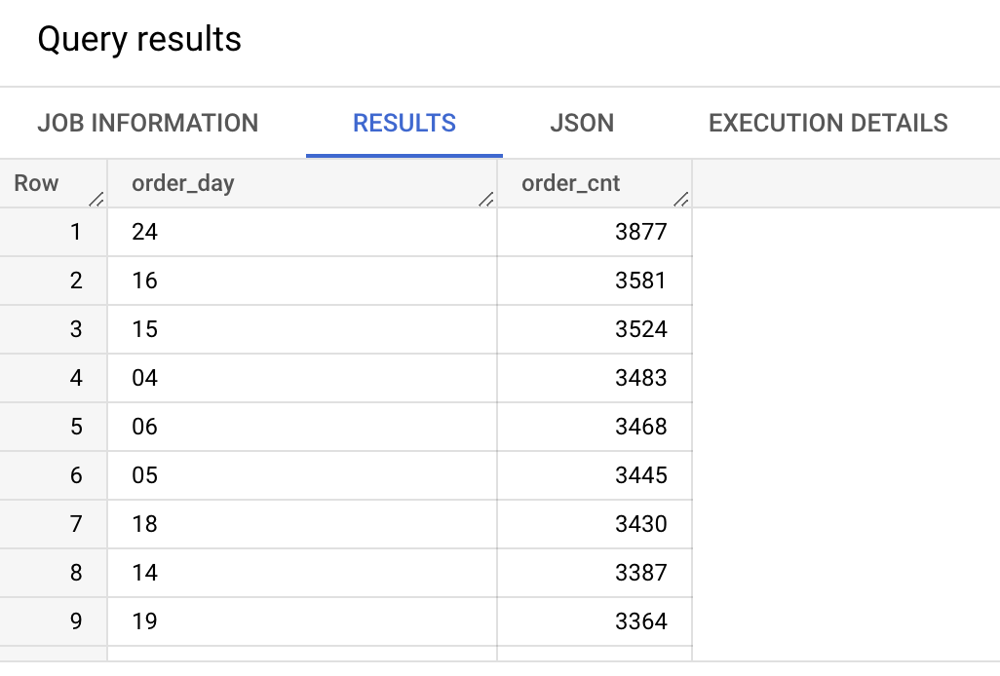 Query results
JOB INFORMATION RESULTS JSON EXECUTION DETAILS
Row order_day order_cnt
1 24 3877
2 16 3581
3 15 3524
4 04 3483
5 06 3468
6 05 3445
7 18 3430
8 14 3387
9 19 3364